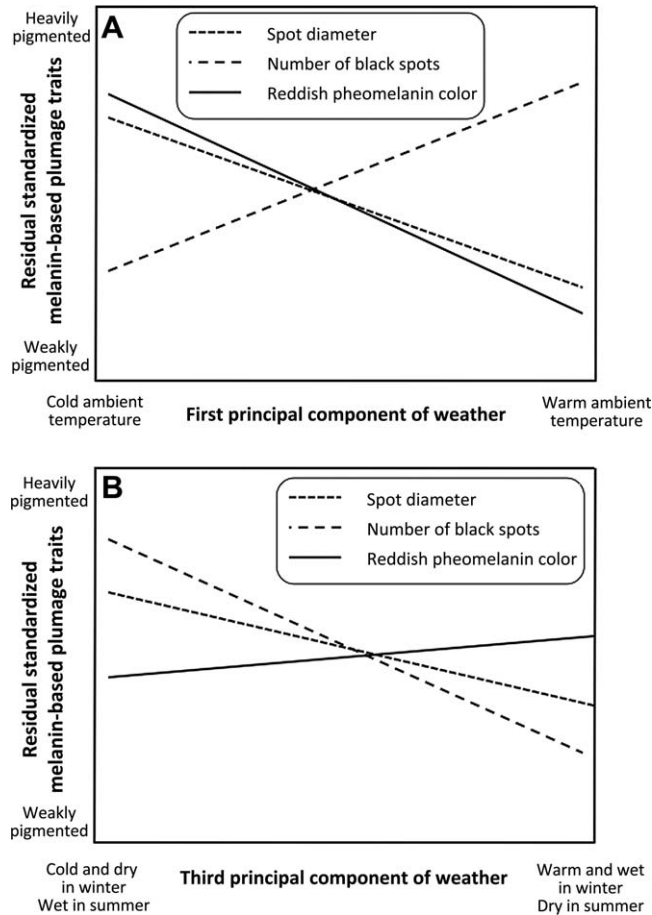 Heavily
pigmented
A
Spot diameter
Number of black spots
Reddish pheomelanin color
Residual standardized
melanin-based plumage traits
Weakly
pigmented
Cold ambient
temperature
First principal component of weather
Warm ambient
temperature
Heavily
pigmented
B
Spot diameter
Number of black spots
Reddish pheomelanin color
Residual standardized
melanin-based plumage traits
Weakly
pigmented
Cold and dry
in winter
Wet in summer
Third principal component of weather
Warm and wet
in winter
Dry in summer